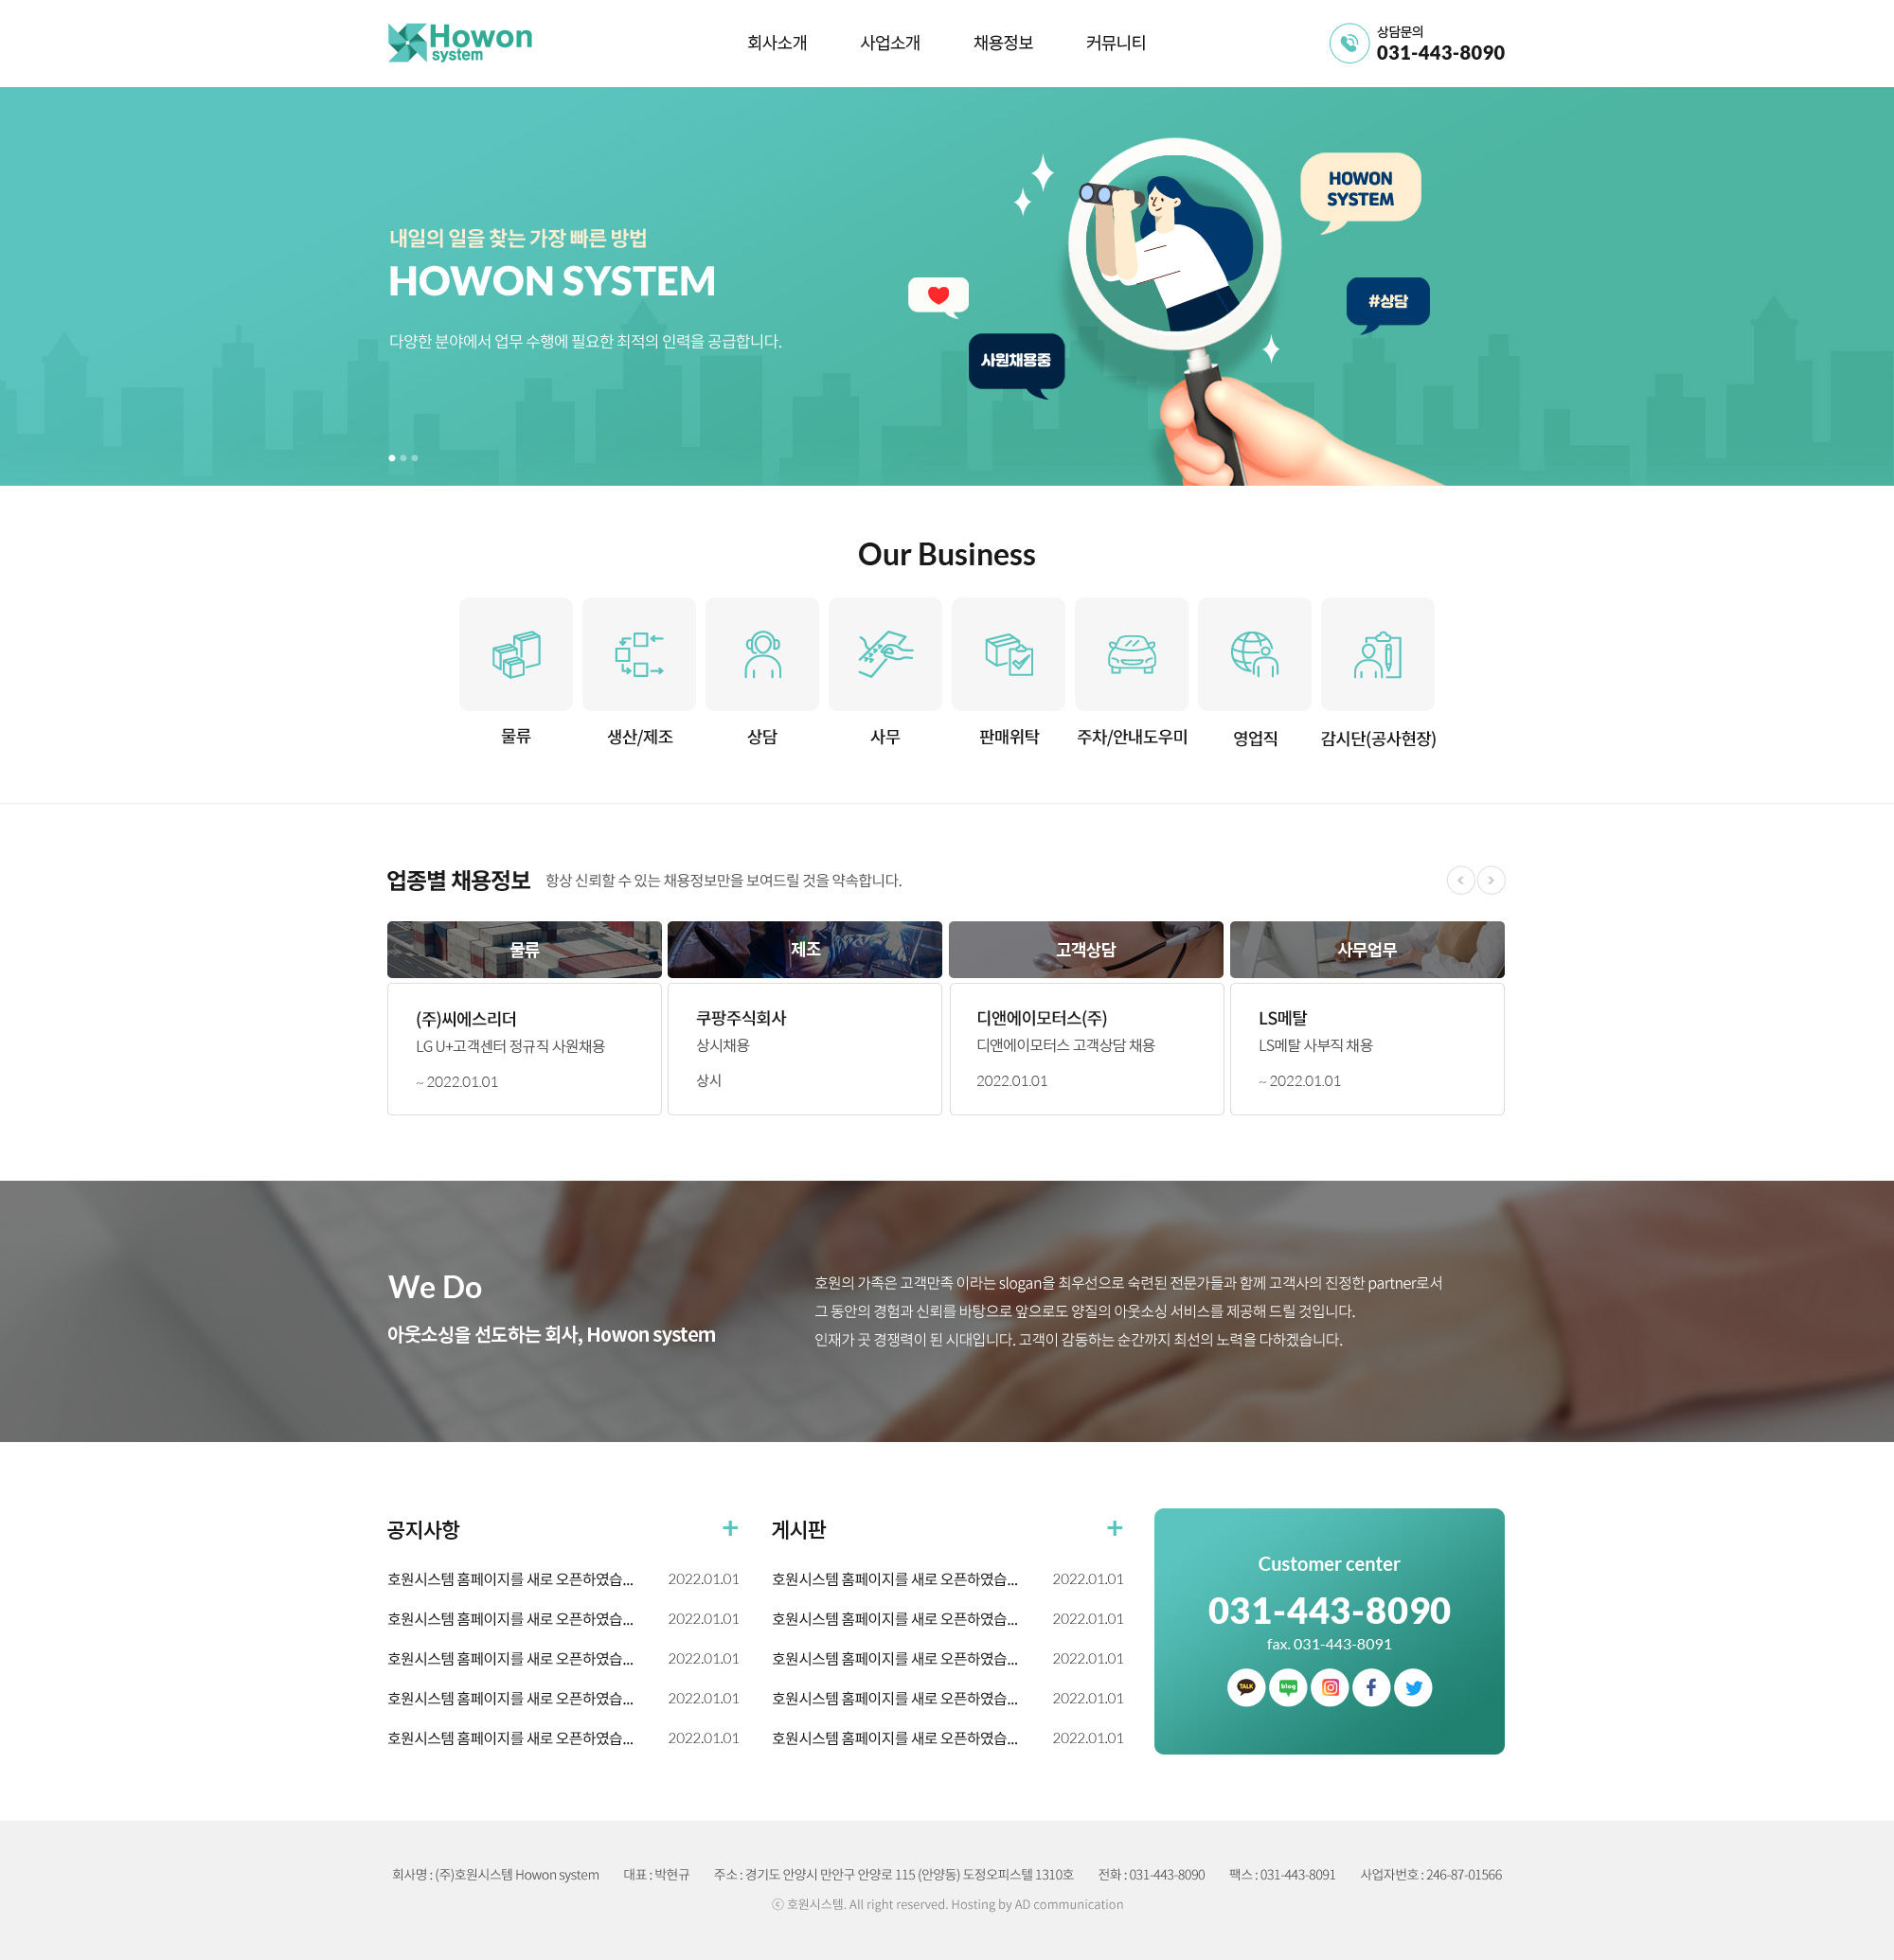 Howon
system
회사소개 사업소개 채용정보 커뮤니티
상담문의
031-443-8090
내일의 일을 찾는 가장 빠른 방법
HOWON SYSTEM
다양한 분야에서 업무 수행에 필요한 최적의 인력을 공급합니다.
HOWON
SYSTEM
#상담
사원채용중
Our Business
물류 생산/제조 상담 사무 판매위탁 주차/안내도우미 영업직 감시단(공사현장)
업종별 채용정보 항상 신뢰할 수 있는 채용정보만을 보여드릴 것을 약속합니다.
물류
(주)씨에스리더
LG U+고객센터 정규직 사원채용
~ 2022.01.01
제조
쿠팡주식회사
상시채용
상시
고객상담
디앤에이모터스(주)
디앤에이모터스 고객상담 채용
2022.01.01
사무업무
LS메탈
LS메탈 사부직 채용
~ 2022.01.01
We Do
아웃소싱을 선도하는 회사, Howon system
호원의 가족은 고객만족 이라는 slogan을 최우선으로 숙련된 전문가들과 함께 고객사의 진정한 partner로서
그 동안의 경험과 신뢰를 바탕으로 앞으로도 양질의 아웃소싱 서비스를 제공해 드릴 것입니다.
인재가 곳 경쟁력이 된 시대입니다. 고객이 감동하는 순간까지 최선의 노력을 다하겠습니다.
공지사항 +
호원시스템 홈페이지를 새로 오픈하였습... 2022.01.01
호원시스템 홈페이지를 새로 오픈하였습... 2022.01.01
호원시스템 홈페이지를 새로 오픈하였습... 2022.01.01
호원시스템 홈페이지를 새로 오픈하였습... 2022.01.01
호원시스템 홈페이지를 새로 오픈하였습... 2022.01.01
게시판 +
호원시스템 홈페이지를 새로 오픈하였습... 2022.01.01
호원시스템 홈페이지를 새로 오픈하였습... 2022.01.01
호원시스템 홈페이지를 새로 오픈하였습... 2022.01.01
호원시스템 홈페이지를 새로 오픈하였습... 2022.01.01
호원시스템 홈페이지를 새로 오픈하였습... 2022.01.01
Customer center
031-443-8090
fax. 031-443-8091
TALK blog
회사명 : (주)호원시스템 Howon system 대표 : 박현규 주소 : 경기도 안양시 만안구 안양로 115 (안양동) 도정오피스텔 1310호 전화 : 031-443-8090 팩스 : 031-443-8091 사업자번호 : 246-87-01566
ⓒ 호원시스템. All right reserved. Hosting by AD communication